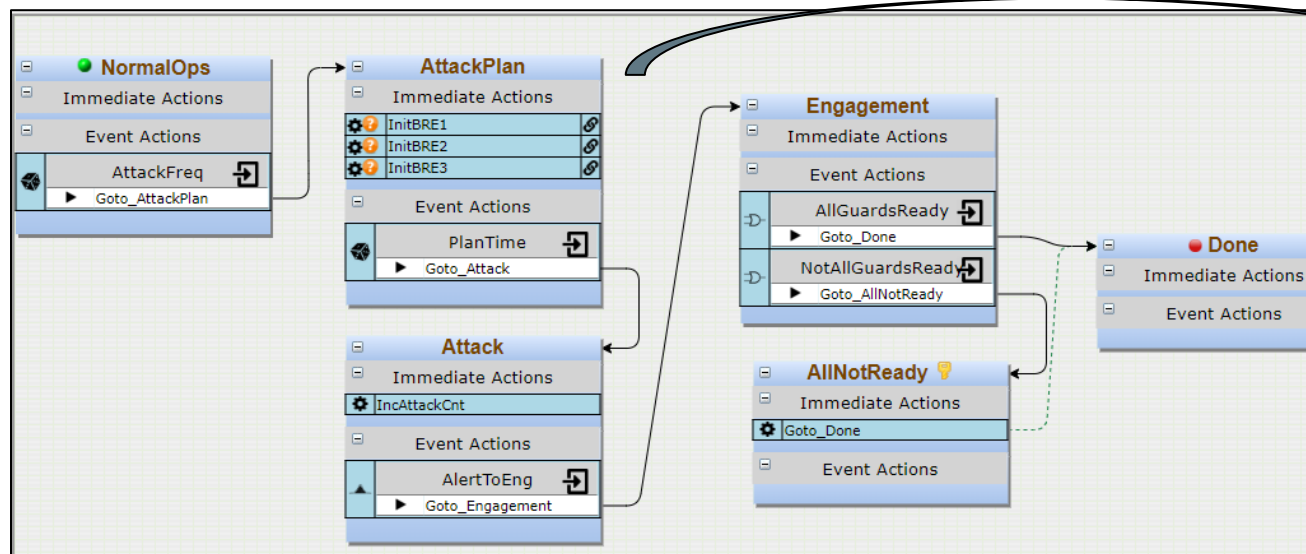 NormalOps
Immediate Actions
Event Actions
AttackFreq
Goto_AttackPlan
AttackPlan
Immediate Actions
InitBRE1
InitBRE2
InitBRE3
Event Actions
PlanTime
Goto_Attack
Attack
Immediate Actions
IncAttackCnt
Event Actions
AlertToEng
Goto_Engagement
Engagement
Immediate Actions
Event Actions
AllGuardsReady
Goto_Done
NotAllGuardsReady
Goto_AllNotReady
AllNotReady
Immediate Actions
Goto_Done
Event Actions
Done
Immediate Actions
Event Actions